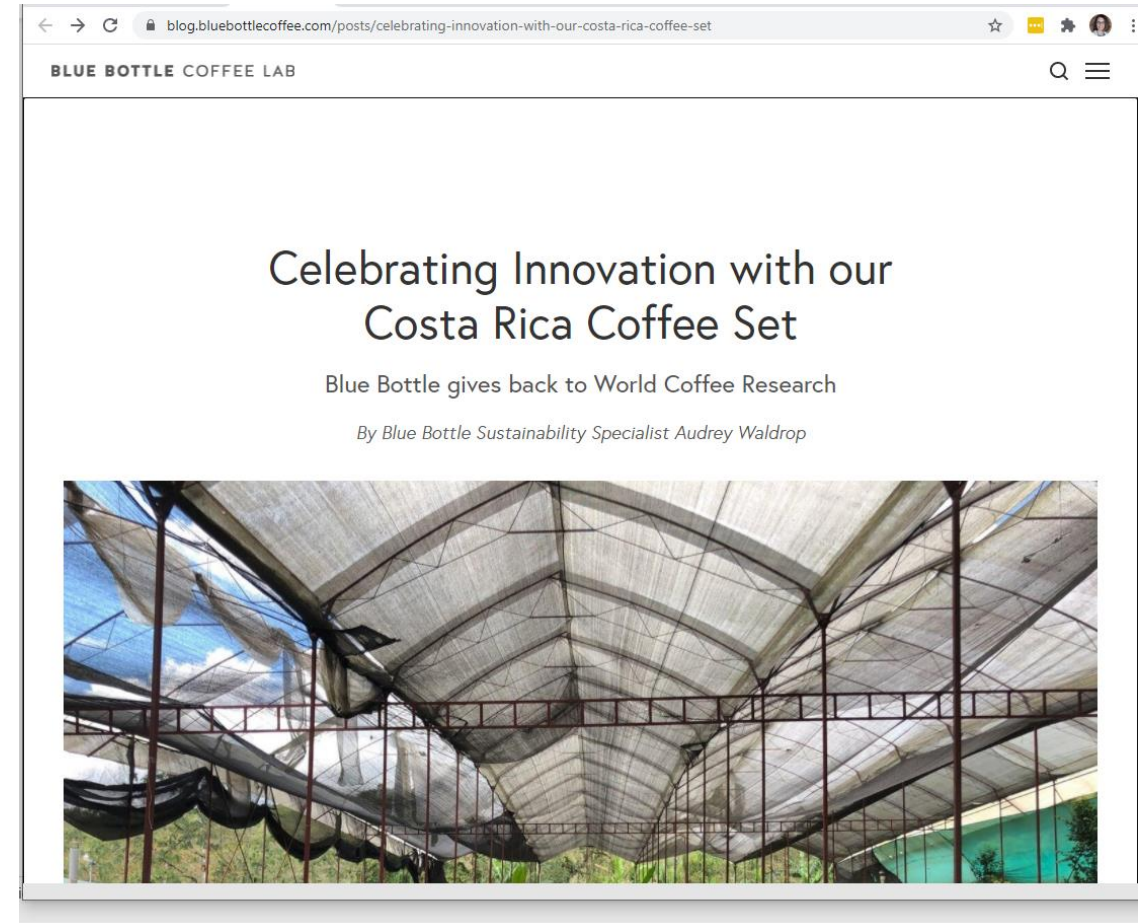 blog.bluebottlecoffee.com/posts/celebrating-innovation-with-our-costa-rica-coffee-set
BLUE BOTTLE COFFEE LAB
Celebrating Innovation with our
Costa Rica Coffee Set
Blue Bottle gives back to World Coffee Research
By Blue Bottle Sustainability Specialist Audrey Waldrop